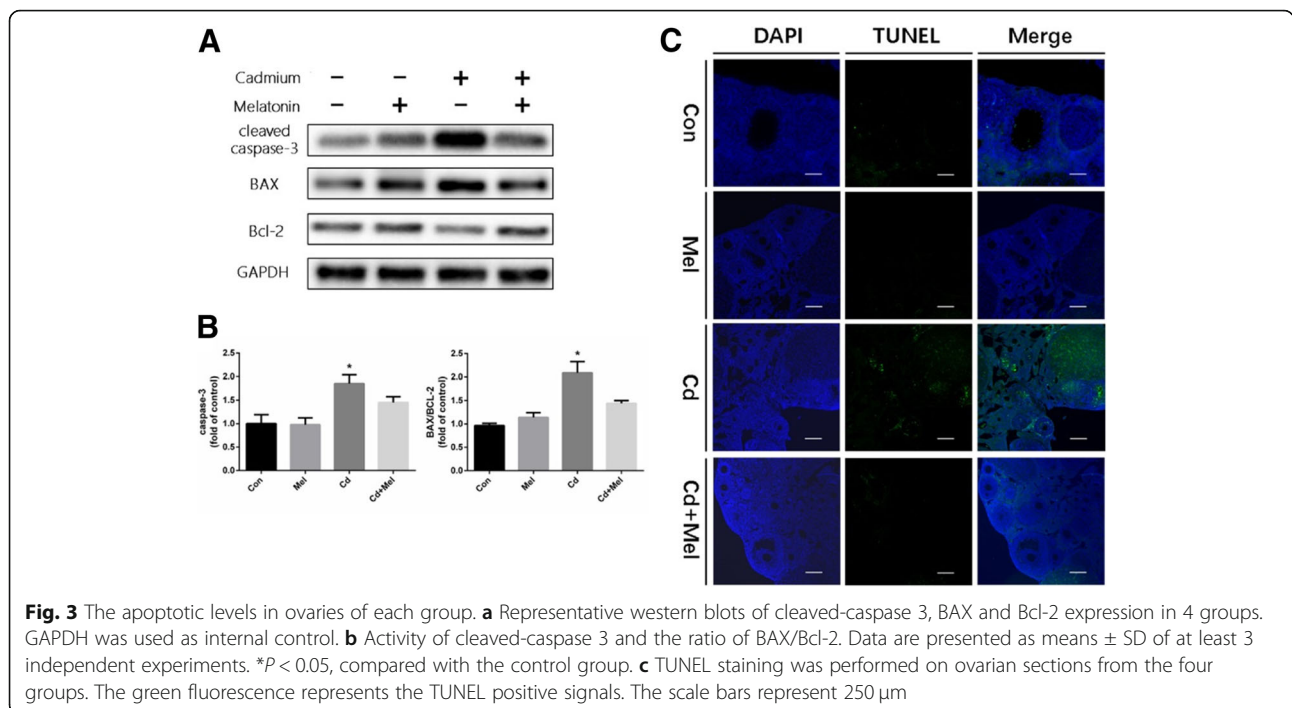 A
Cadmium − − + +
Melatonin − + − +
cleaved
caspase-3
BAX
Bcl-2
GAPDH
B
caspase-3
(fold of control)
2.5
2.0
1.5
1.0
0.5
0.0
*
Con Mel Cd Cd+Mel
BAX/BCL-2
(fold of control)
2.5
2.0
1.5
1.0
0.5
0.0
*
Con Mel Cd Cd+Mel
C
DAPI TUNEL Merge
Con
Mel
Cd
Cd+Mel
Fig. 3 The apoptotic levels in ovaries of each group. a Representative western blots of cleaved-caspase 3, BAX and Bcl-2 expression in 4 groups.
GAPDH was used as internal control. b Activity of cleaved-caspase 3 and the ratio of BAX/Bcl-2. Data are presented as means ± SD of at least 3
independent experiments. *P < 0.05, compared with the control group. c TUNEL staining was performed on ovarian sections from the four
groups. The green fluorescence represents the TUNEL positive signals. The scale bars represent 250 μm